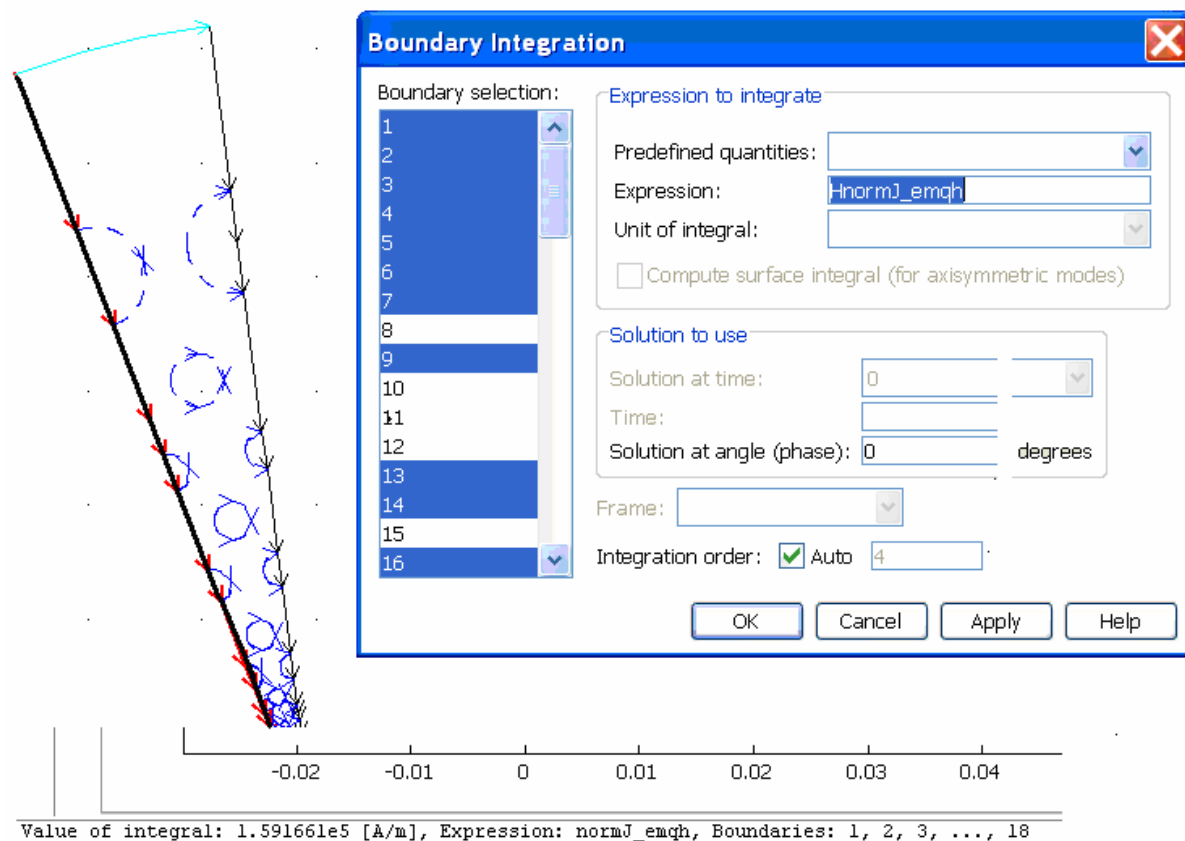 Boundary Integration
Boundary selection:
1
2
3
4
5
6
7
8
9
10
11
12
13
14
15
16
Expression to integrate
Predefined quantities:
Expression: HnormJ_emqh
Unit of integral:
Compute surface integral (for axisymmetric modes)
Solution to use
Solution at time: 0
Time:
Solution at angle (phase): 0 degrees
Frame:
Integration order: Auto 4
OK Cancel Apply Help
-0.02 -0.01 0 0.01 0.02 0.03 0.04
Value of integral: 1.591661e5 [A/m], Expression: normJ_emqh, Boundaries: 1, 2, 3, ..., 18